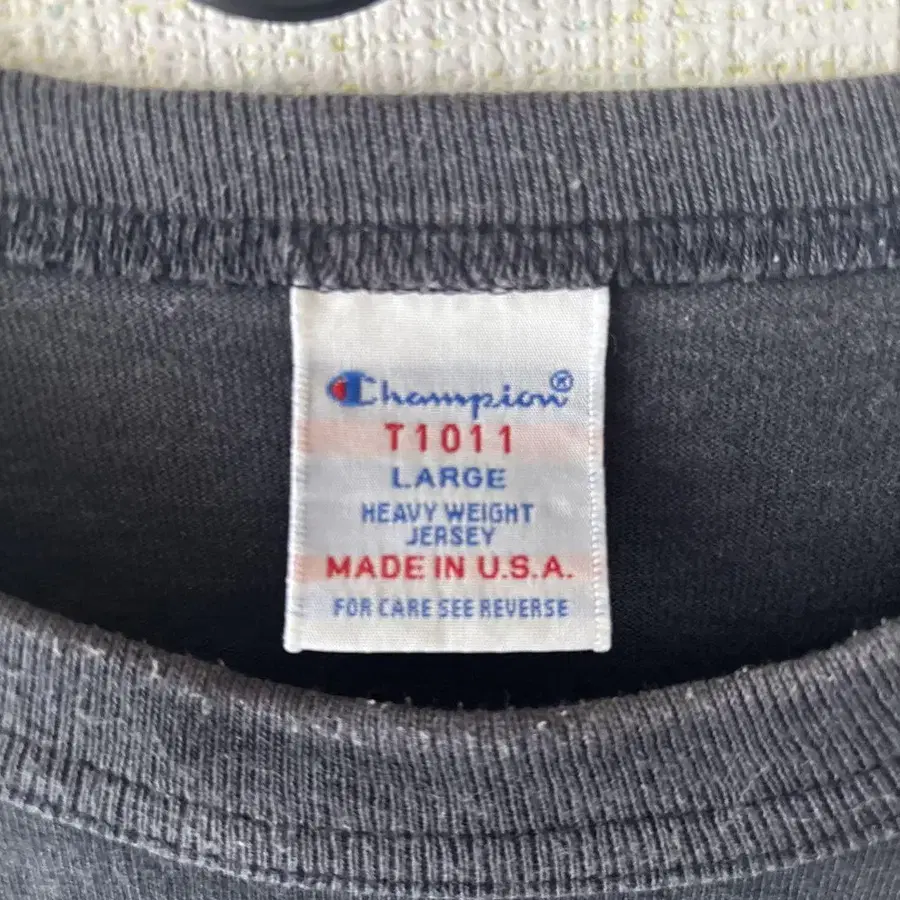 Champion®
T1011
LARGE
HEAVY WEIGHT
JERSEY
MADE IN U.S.A.
FOR CARE SEE REVERSE